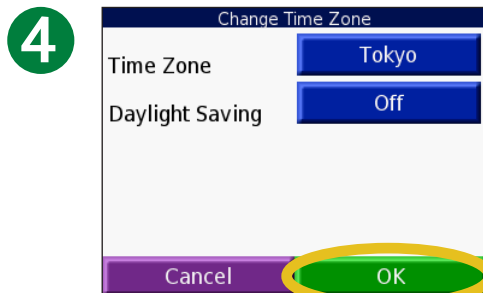 4
Change Time Zone
Time Zone Tokyo
Daylight Saving Off
Cancel OK